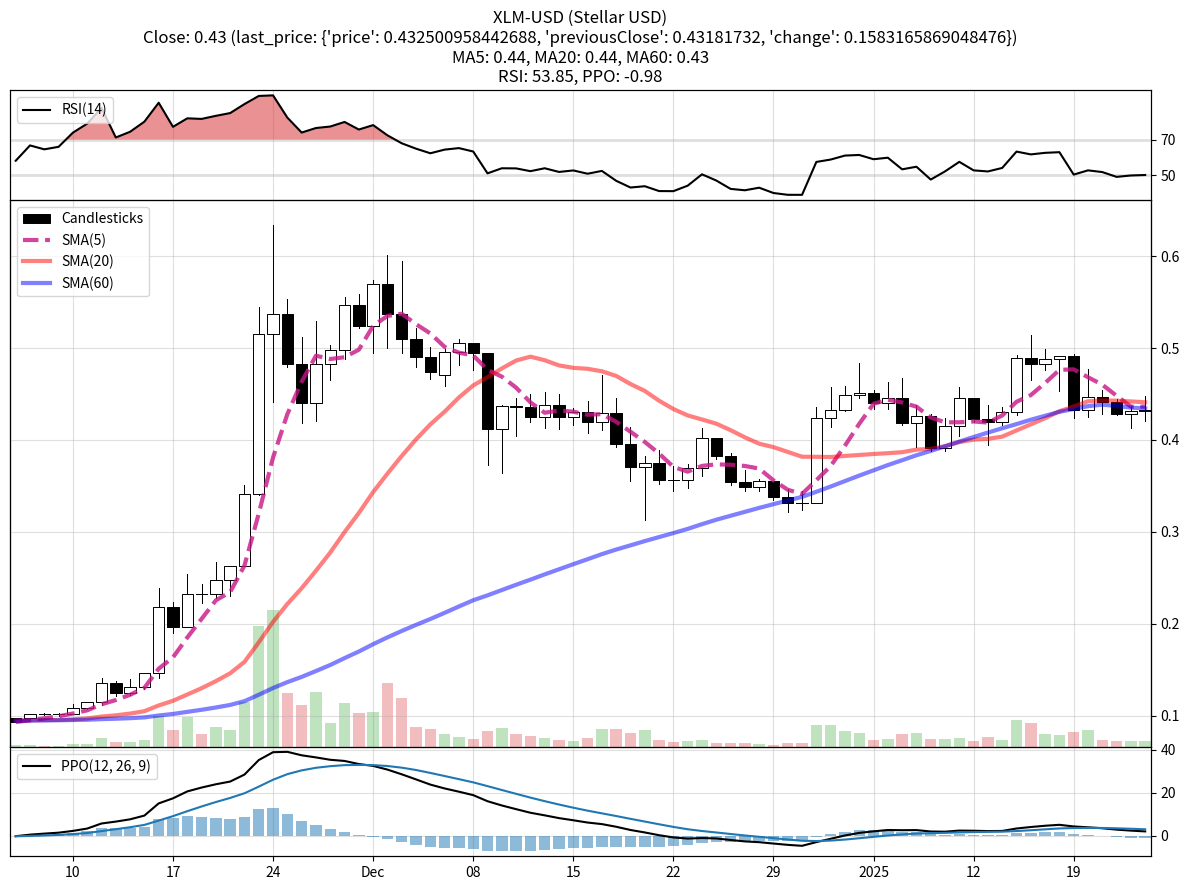 XLM-USD (Stellar USD)
Close: 0.43 (last_price: {'price': 0.432500958442688, 'previousClose': 0.43181732, 'change': 0.1583165869048476})
MA5: 0.44, MA20: 0.44, MA60: 0.43
RSI: 53.85, PPO: -0.98
RSI(14)
70
50
Candlesticks
SMA(5)
SMA(20)
SMA(60)
0.6
0.5
0.4
0.3
0.2
0.1
PPO(12, 26, 9)
40
20
0
10 17 24 Dec 08 15 22 29 2025 12 19